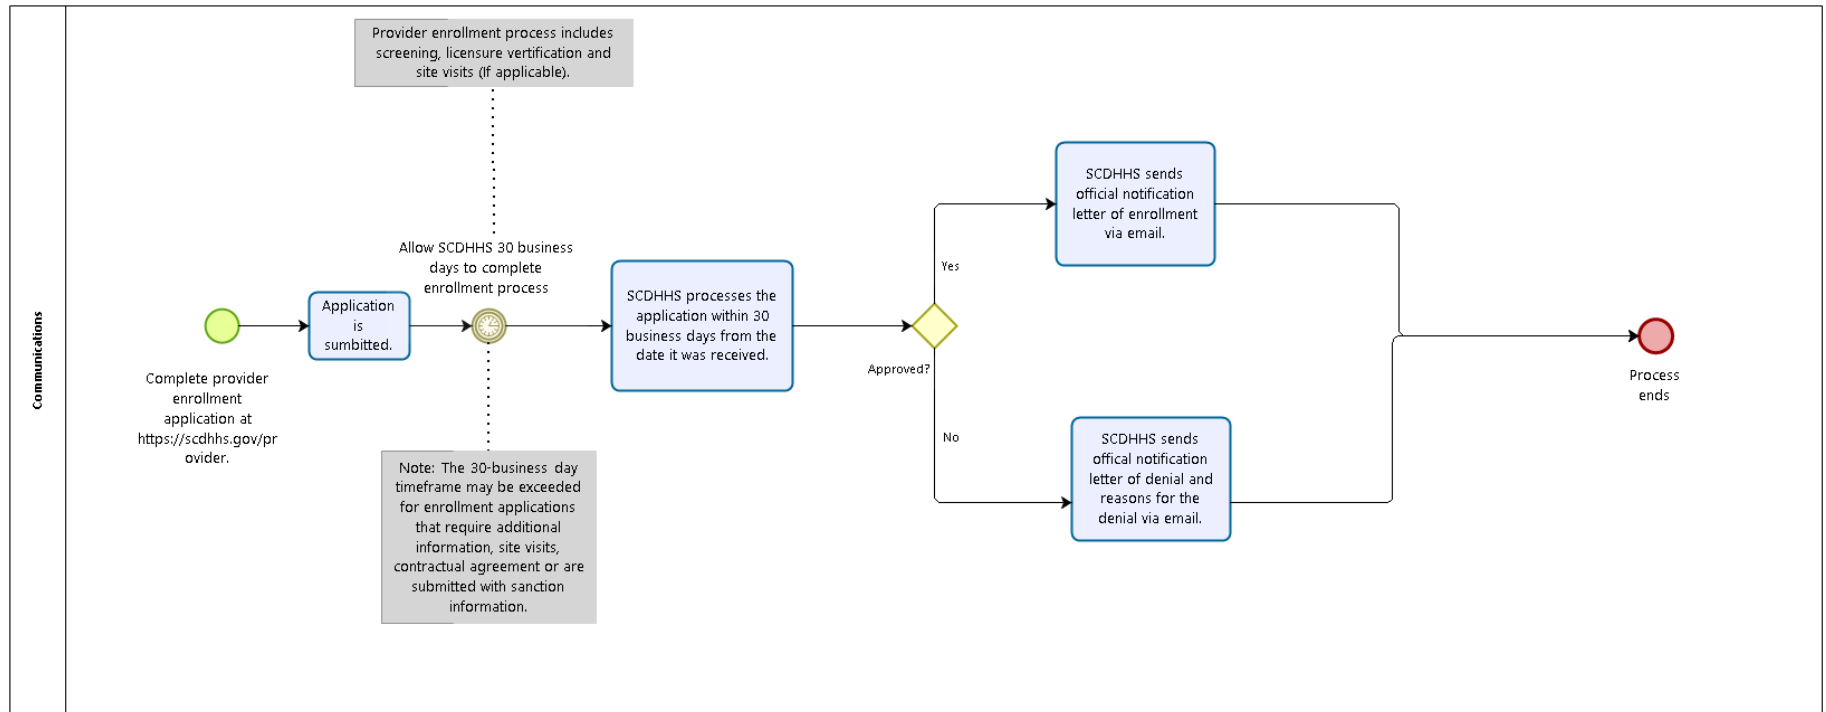 Communications
Provider enrollment process includes
screening, licensure vertification and
site visits (If applicable).
Allow SCDHHS 30 business
days to complete
enrollment process
Complete provider
enrollment
application at
https://scdhhs.gov/pr
ovider.
Application
is
sumbitted.
Note: The 30-business day
timeframe may be exceeded
for enrollment applications
that require additional
information, site visits,
contractual agreement or are
submitted with sanction
information.
SCDHHS processes the
application within 30
business days from the
date it was received.
Approved?
Yes
SCDHHS sends
official notification
letter of enrollment
via email.
No
SCDHHS sends
offical notification
letter of denial and
reasons for the
denial via email.
Process
ends